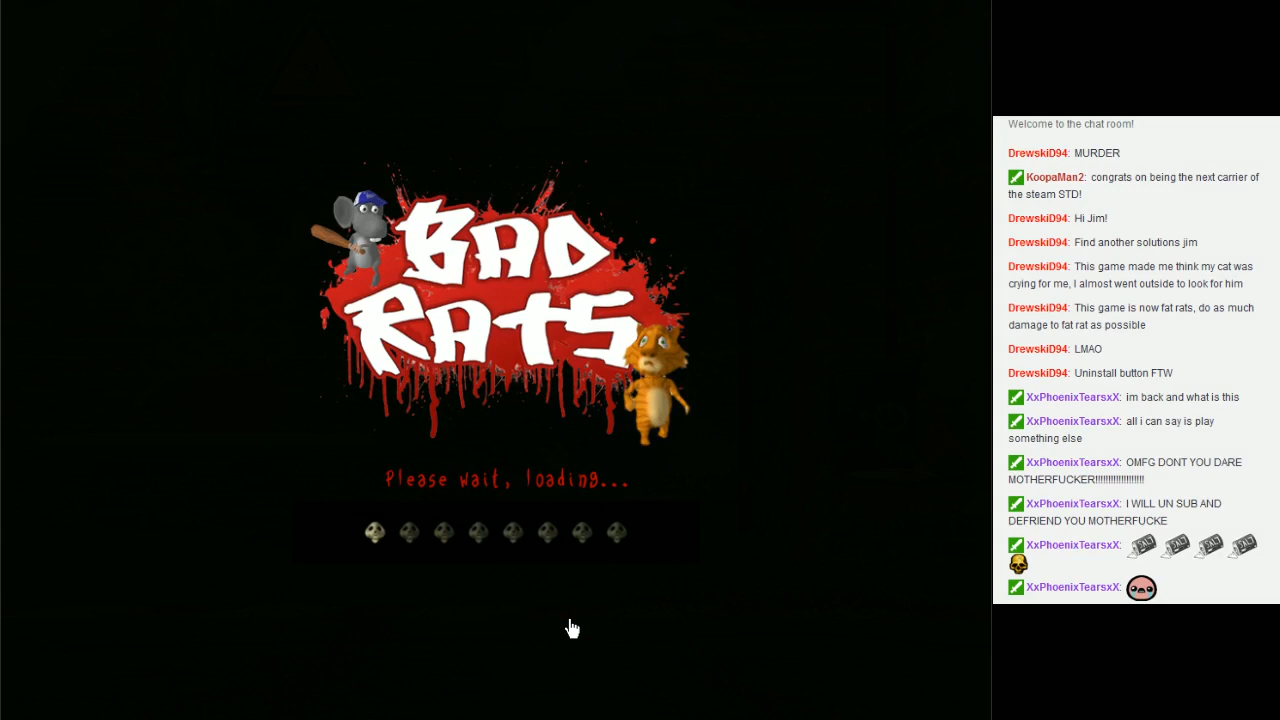 BAD
RATS
Please wait, loading...
Welcome to the chat room!
DrewskiD94: MURDER
KoopaMan2: congrats on being the next carrier of
the steam STD!
DrewskiD94: Hi Jim!
DrewskiD94: Find another solutions jim
DrewskiD94: This game made me think my cat was
crying for me, I almost went outside to look for him
DrewskiD94: This game is now fat rats, do as much
damage to fat rat as possible
DrewskiD94: LMAO
DrewskiD94: Uninstall button FTW
XxPhoenixTearsxX: im back and what is this
XxPhoenixTearsxX: all i can say is play
something else
XxPhoenixTearsxX: OMFG DONT YOU DARE
MOTHERFUCKER!!!!!!!!!!!!!!!!!!!
XxPhoenixTearsxX: I WILL UN SUB AND
DEFRIEND YOU MOTHERFUCKE
XxPhoenixTearsxX: SALT SALT SALT SALT
XxPhoenixTearsxX: